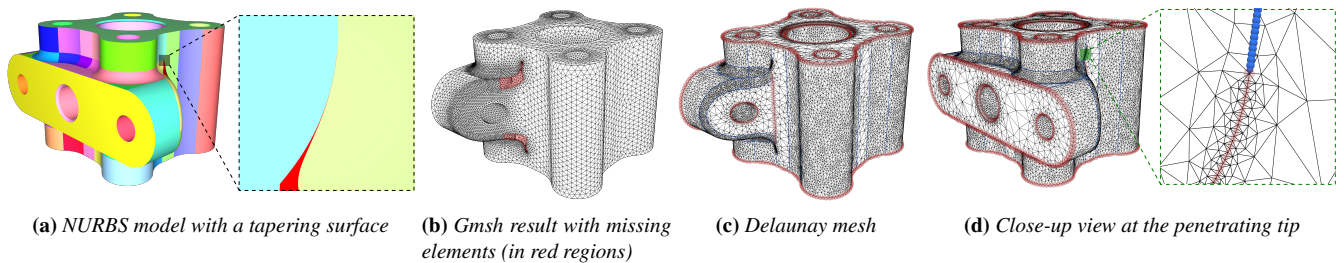 (a) NURBS model with a tapering surface
(b) Gmsh result with missing
elements (in red regions)
(c) Delaunay mesh
(d) Close-up view at the penetrating tip